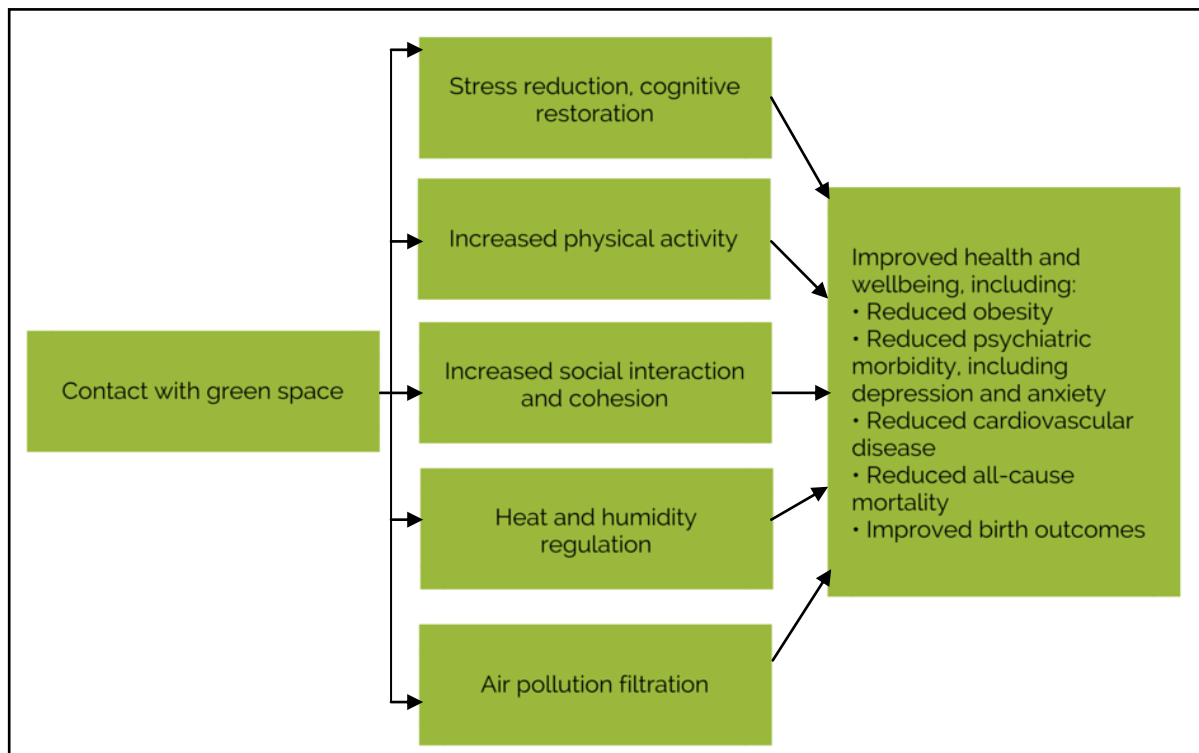 Contact with green space
Stress reduction, cognitive
restoration
Increased physical activity
Increased social interaction
and cohesion
Heat and humidity
regulation
Air pollution filtration
Improved health and
wellbeing, including:
• Reduced obesity
• Reduced psychiatric
morbidity, including
depression and anxiety
• Reduced cardiovascular
disease
• Reduced all-cause
mortality
• Improved birth outcomes